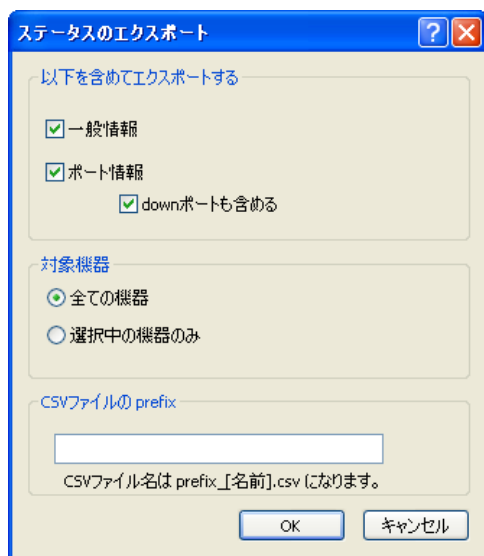 ステータスのエクスポート
以下を含めてエクスポートする
一般情報
ポート情報
downポートも含める
対象機器
全ての機器
選択中の機器のみ
CSVファイルの prefix
CSVファイル名は prefix_[名前].csv になります。
OK
キャンセル